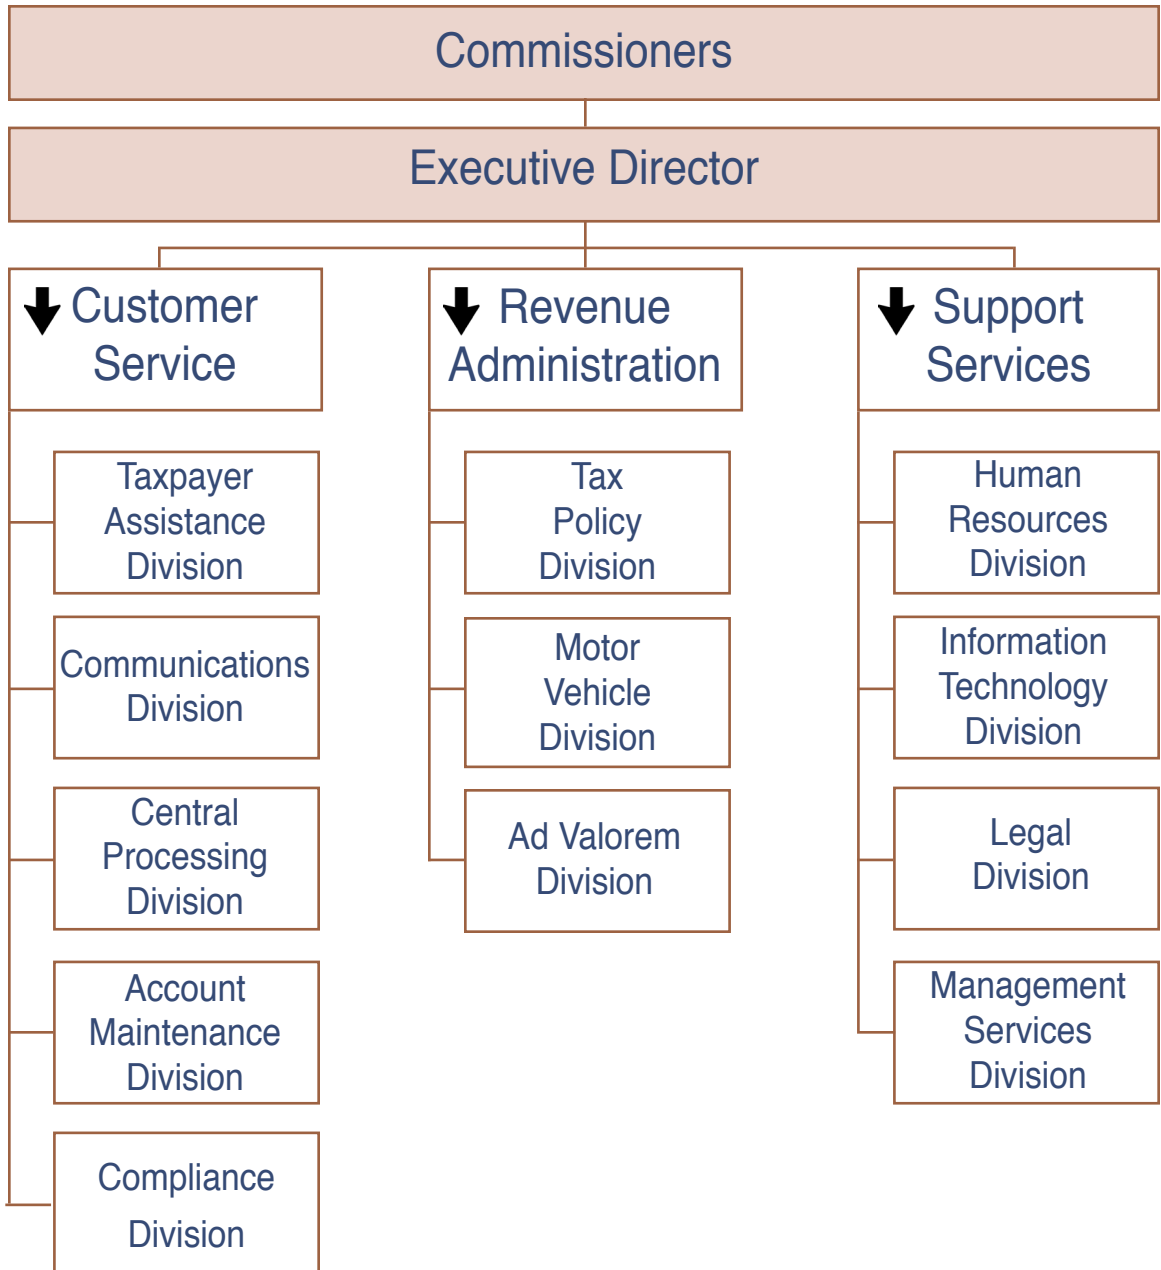 Commissioners
Executive Director
Customer
Service
Taxpayer
Assistance
Division
Communications
Division
Central
Processing
Division
Account
Maintenance
Division
Compliance
Division
Revenue
Administration
Tax
Policy
Division
Motor
Vehicle
Division
Ad Valorem
Division
Support
Services
Human
Resources
Division
Information
Technology
Division
Legal
Division
Management
Services
Division